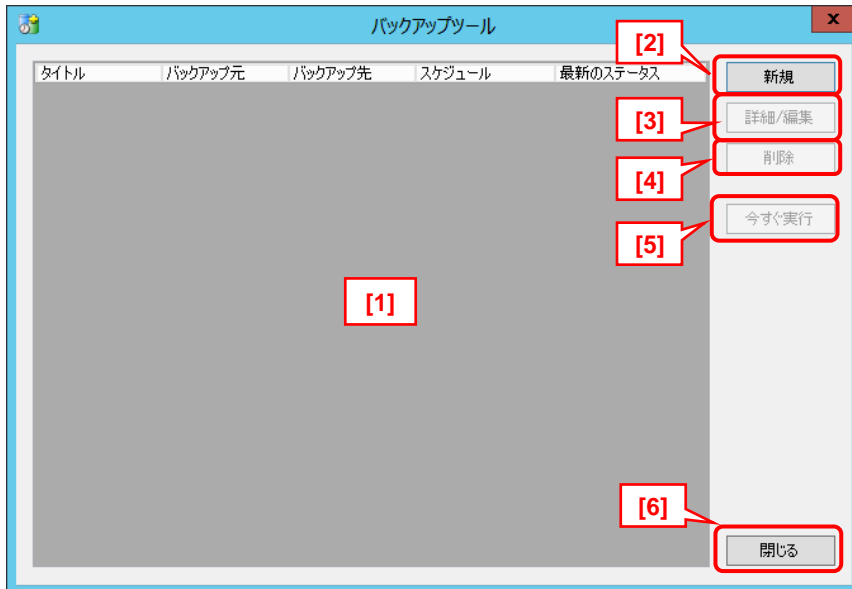 バックアップツール
x
タイトル バックアップ元 バックアップ先 スケジュール 最新のステータス
[2]
新規
[3]
詳細/編集
[4]
削除
[5]
今すぐ実行
[1]
[6]
閉じる